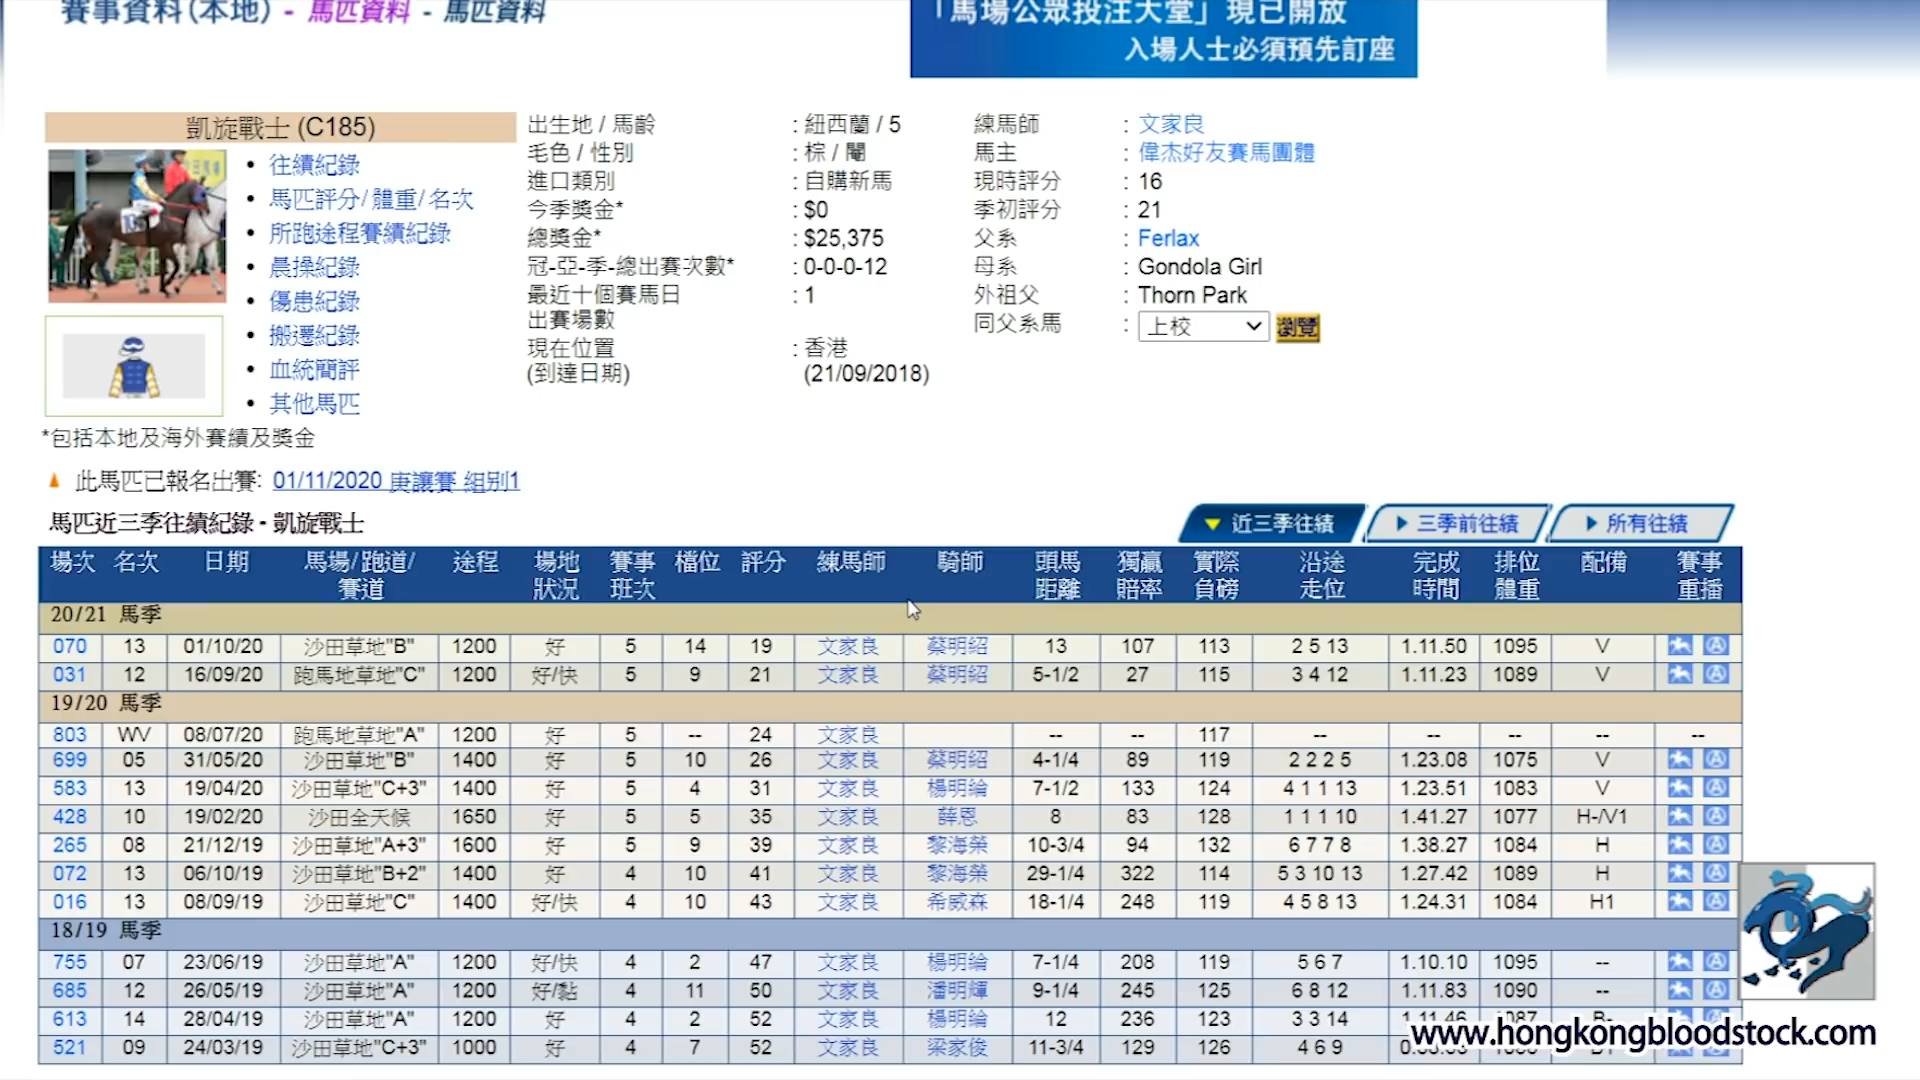 賽事資料(本地) - 馬匹資料 - 馬匹資料
「馬場公眾投注大堂」現已開放
入場人士必須預先訂座
凱旋戰士 (C185)
往績紀錄
馬匹評分/體重/名次
所跑途程賽績紀錄
晨操紀錄
傷患紀錄
搬遷紀錄
血統簡評
其他馬匹
出生地 / 馬齡 : 紐西蘭 / 5
毛色 / 性別 : 棕 / 閹
進口類別 : 自購新馬
今季獎金* : $0
總獎金* : $25,375
冠-亞-季-總出賽次數* : 0-0-0-12
最近十個賽馬日 : 1
出賽場數
現在位置 : 香港
(到達日期) (21/09/2018)
練馬師 : 文家良
馬主 : 偉杰好友賽馬團體
現時評分 : 16
季初評分 : 21
父系 : Ferlax
母系 : Gondola Girl
外祖父 : Thorn Park
同父系馬 : 上校 瀏覽
*包括本地及海外賽績及獎金
此馬匹已報名出賽: 01/11/2020 庚讓賽 組別1
馬匹近三季往績紀錄 - 凱旋戰士
近三季往績 三季前往績 所有往績
場次 名次 日期 馬場/跑道/賽道 途程 場地狀況 賽事班次 檔位 評分 練馬師 騎師 頭馬距離 獨贏賠率 實際負磅 沿途走位 完成時間 排位體重 配備 賽事重播
20/21 馬季
070 13 01/10/20 沙田草地"B" 1200 好 5 14 19 文家良 蔡明紹 13 107 113 2 5 13 1.11.50 1095 V
031 12 16/09/20 跑馬地草地"C" 1200 好/快 5 9 21 文家良 蔡明紹 5-1/2 27 115 3 4 12 1.11.23 1089 V
19/20 馬季
803 WV 08/07/20 跑馬地草地"A" 1200 好 5 -- 24 文家良 -- -- 117 -- -- -- -- --
699 05 31/05/20 沙田草地"B" 1400 好 5 10 26 文家良 蔡明紹 4-1/4 89 119 2 2 2 5 1.23.08 1075 V
583 13 19/04/20 沙田草地"C+3" 1400 好 5 4 31 文家良 楊明綸 7-1/2 133 124 4 1 1 13 1.23.51 1083 V
428 10 19/02/20 沙田全天候 1650 好 5 5 35 文家良 薛恩 8 83 128 1 1 1 10 1.41.27 1077 H-/V1
265 08 21/12/19 沙田草地"A+3" 1600 好 5 9 39 文家良 黎海榮 10-3/4 94 132 6 7 7 8 1.38.27 1084 H
072 13 06/10/19 沙田草地"B+2" 1400 好 4 10 41 文家良 黎海榮 29-1/4 322 114 5 3 10 13 1.27.42 1089 H
016 13 08/09/19 沙田草地"C" 1400 好/快 4 10 43 文家良 希威森 18-1/4 248 119 4 5 8 13 1.24.31 1084 H1
18/19 馬季
755 07 23/06/19 沙田草地"A" 1200 好/快 4 2 47 文家良 楊明綸 7-1/4 208 119 5 6 7 1.10.10 1095 --
685 12 26/05/19 沙田草地"A" 1200 好/黏 4 11 50 文家良 潘明輝 9-1/4 245 125 6 8 12 1.11.83 1090 --
613 14 28/04/19 沙田草地"A" 1200 好 4 2 52 文家良 楊明綸 12 236 123 3 3 14
521 09 24/03/19 沙田草地"C+3" 1000 好 4 7 52 文家良 梁家俊 11-3/4 129 126 4 6 9
www.hongkongbloodstock.com